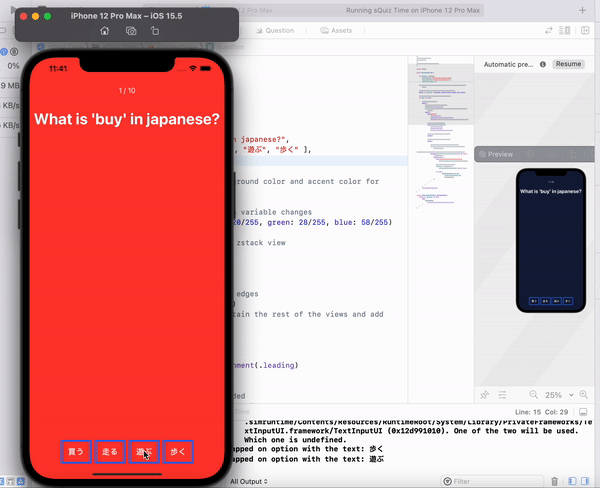 iPhone 12 Pro Max – iOS 15.5
Running sQuiz Time on iPhone 12 Pro Max
Question
Assets
0%
KB/s
KB/s
11:41
1 / 10
What is 'buy' in japanese?
Automatic pre...
Resume
n japanese?",
, "遊ぶ", "歩く" ],
round color and accent color for
variable changes
20/255, green: 28/255, blue: 58/255)
zstack view
edges
tain the rest of the views and add
nment(.leading)
ded
Preview
What is 'buy' in japanese?
25%
Line: 15 Col: 29
.simruntime/Contents/Resources/RuntimeRoot/System/Library/PrivateFrameworks/Te
xtInputUI.framework/TextInputUI (0x12d991010). One of the two will be used.
Which one is undefined.
apped on option with the text: 歩く
apped on option with the text: 遊ぶ
買う
走る
遊ぶ
歩く
All Output
Filter